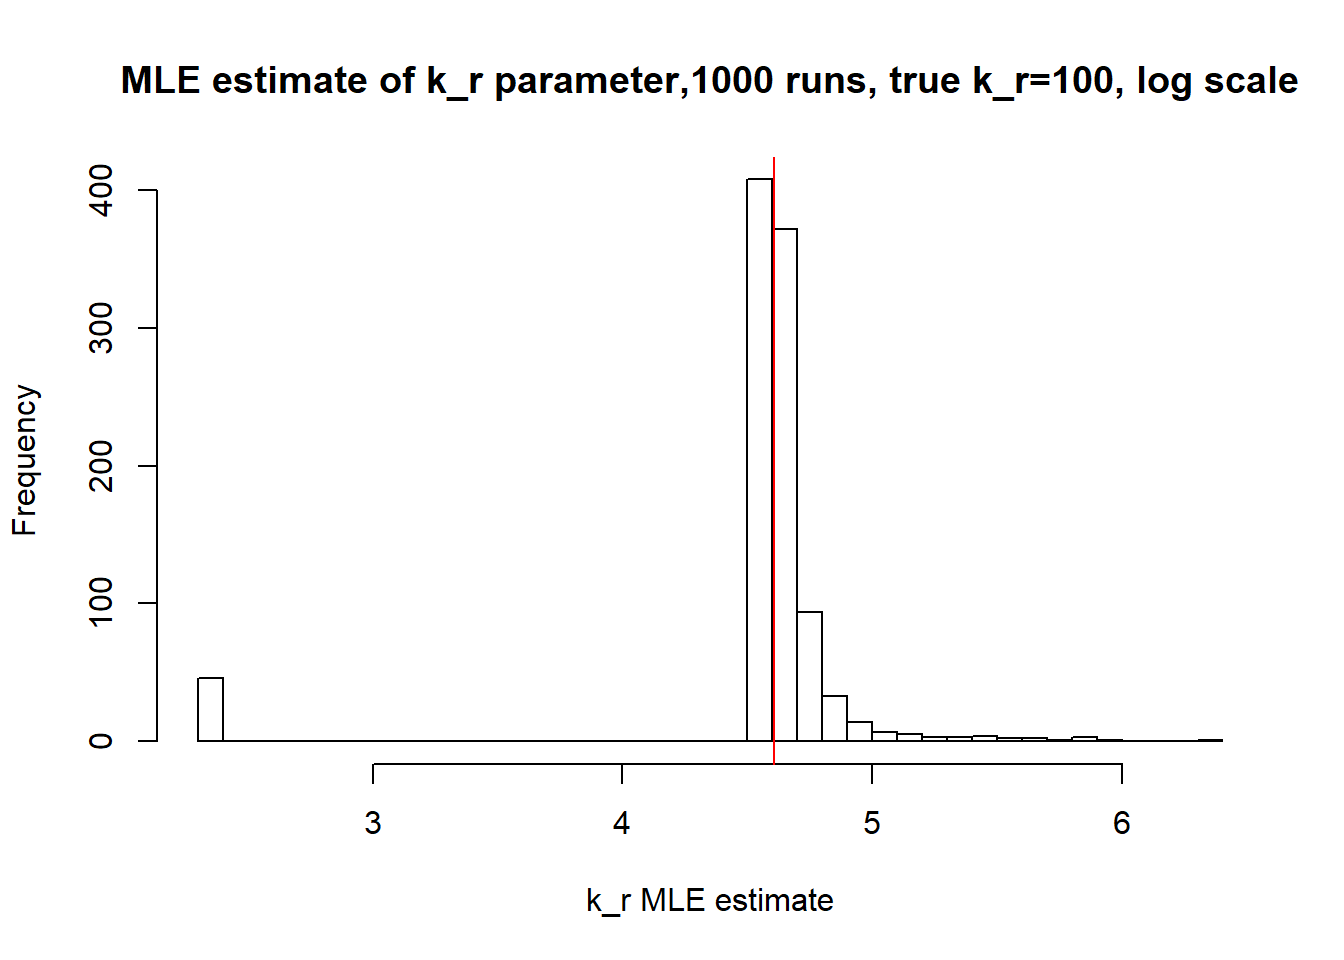 MLE estimate of k_r parameter,1000 runs, true k_r=100, log scale
400
300
200
100
0
Frequency
3 4 5 6
k_r MLE estimate